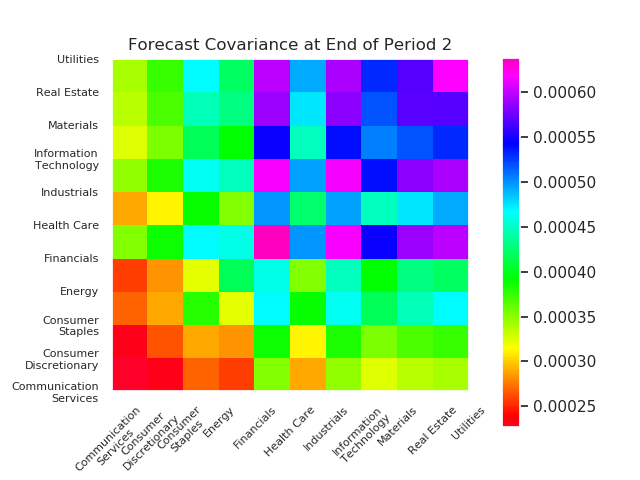 Forecast Covariance at End of Period 2
Utilities
Real Estate
Materials
Information
Technology
Industrials
Health Care
Financials
Energy
Consumer
Staples
Consumer
Discretionary
Communication
Services
Communication
Services
Consumer
Discretionary
Consumer
Staples
Energy
Financials
Health Care
Industrials
Information
Technology
Materials
Real Estate
Utilities
0.00060
0.00055
0.00050
0.00045
0.00040
0.00035
0.00030
0.00025